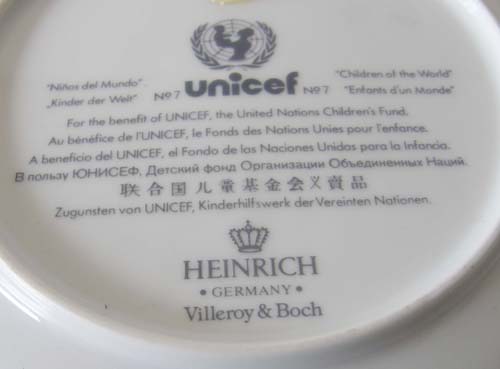 "Niños del Mundo".
"Kinder der Welt" No 7 unicef No 7 "Children of the World"
"Enfants d'un Monde"
For the benefit of UNICEF, the United Nations Children's Fund.
Au bénéfice de l'UNICEF, le Fonds des Nations Unies pour l'enfance.
A beneficio del UNICEF, el Fondo de las Naciones Unidas para la Infancia.
В пользу ЮНИСЕФ, Детский фонд Организации Объединенных Наций.
联合国儿童基金会义賣品
Zugunsten von UNICEF, Kinderhilfswerk der Vereinten Nationen.
HEINRICH
• GERMANY •
Villeroy & Boch